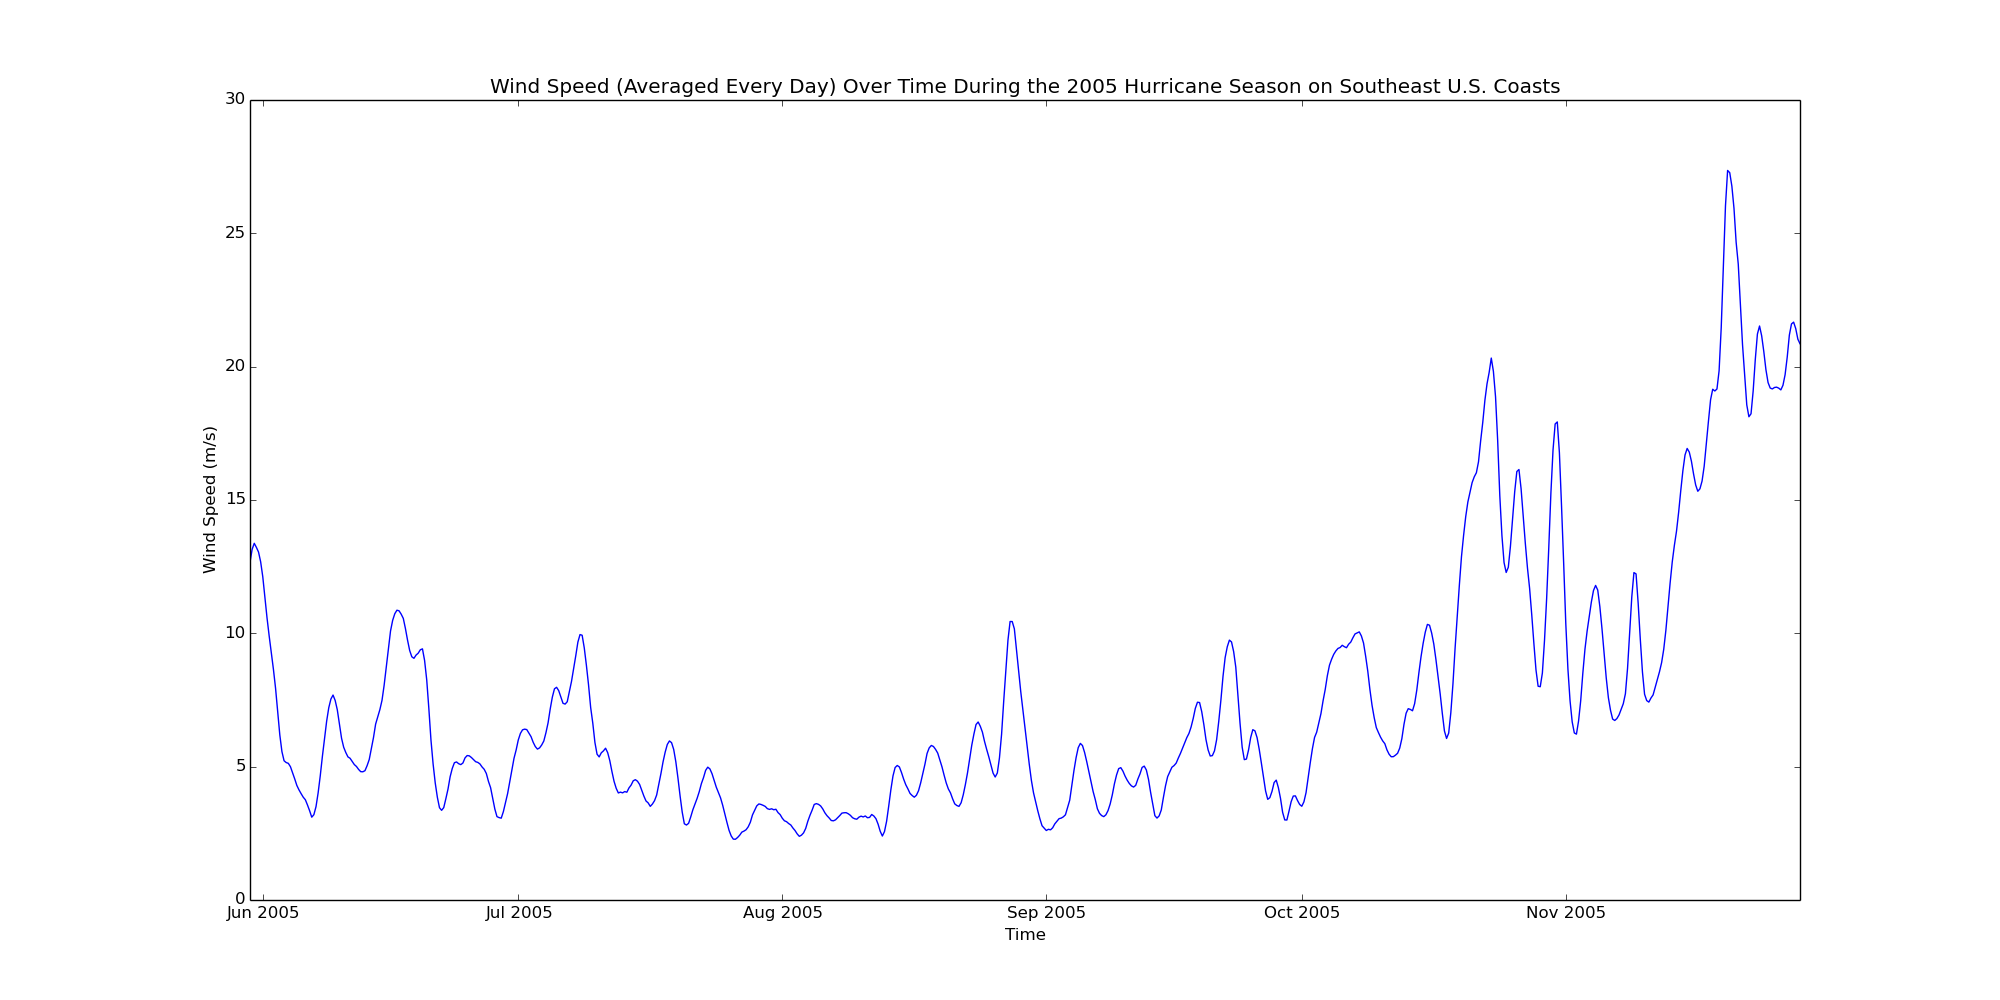 Wind Speed (Averaged Every Day) Over Time During the 2005 Hurricane Season on Southeast U.S. Coasts
30
25
20
15
10
5
0
Wind Speed (m/s)
Jun 2005 Jul 2005 Aug 2005 Sep 2005 Oct 2005 Nov 2005
Time